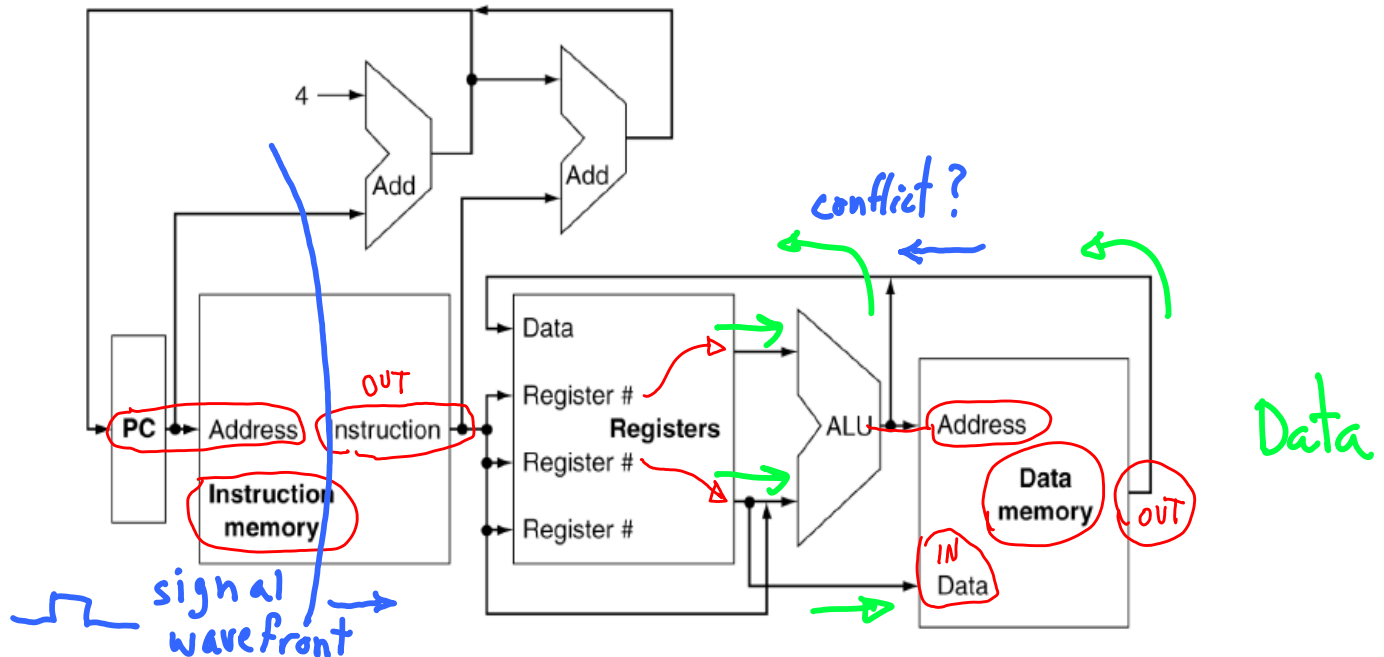 4
Add
Add
conflict?
Data
Register #
Registers
Register #
Register #
OUT
PC
Address
Instruction
Instruction
memory
ALU
Address
Data
memory
OUT
IN
Data
Data
signal
wavefront